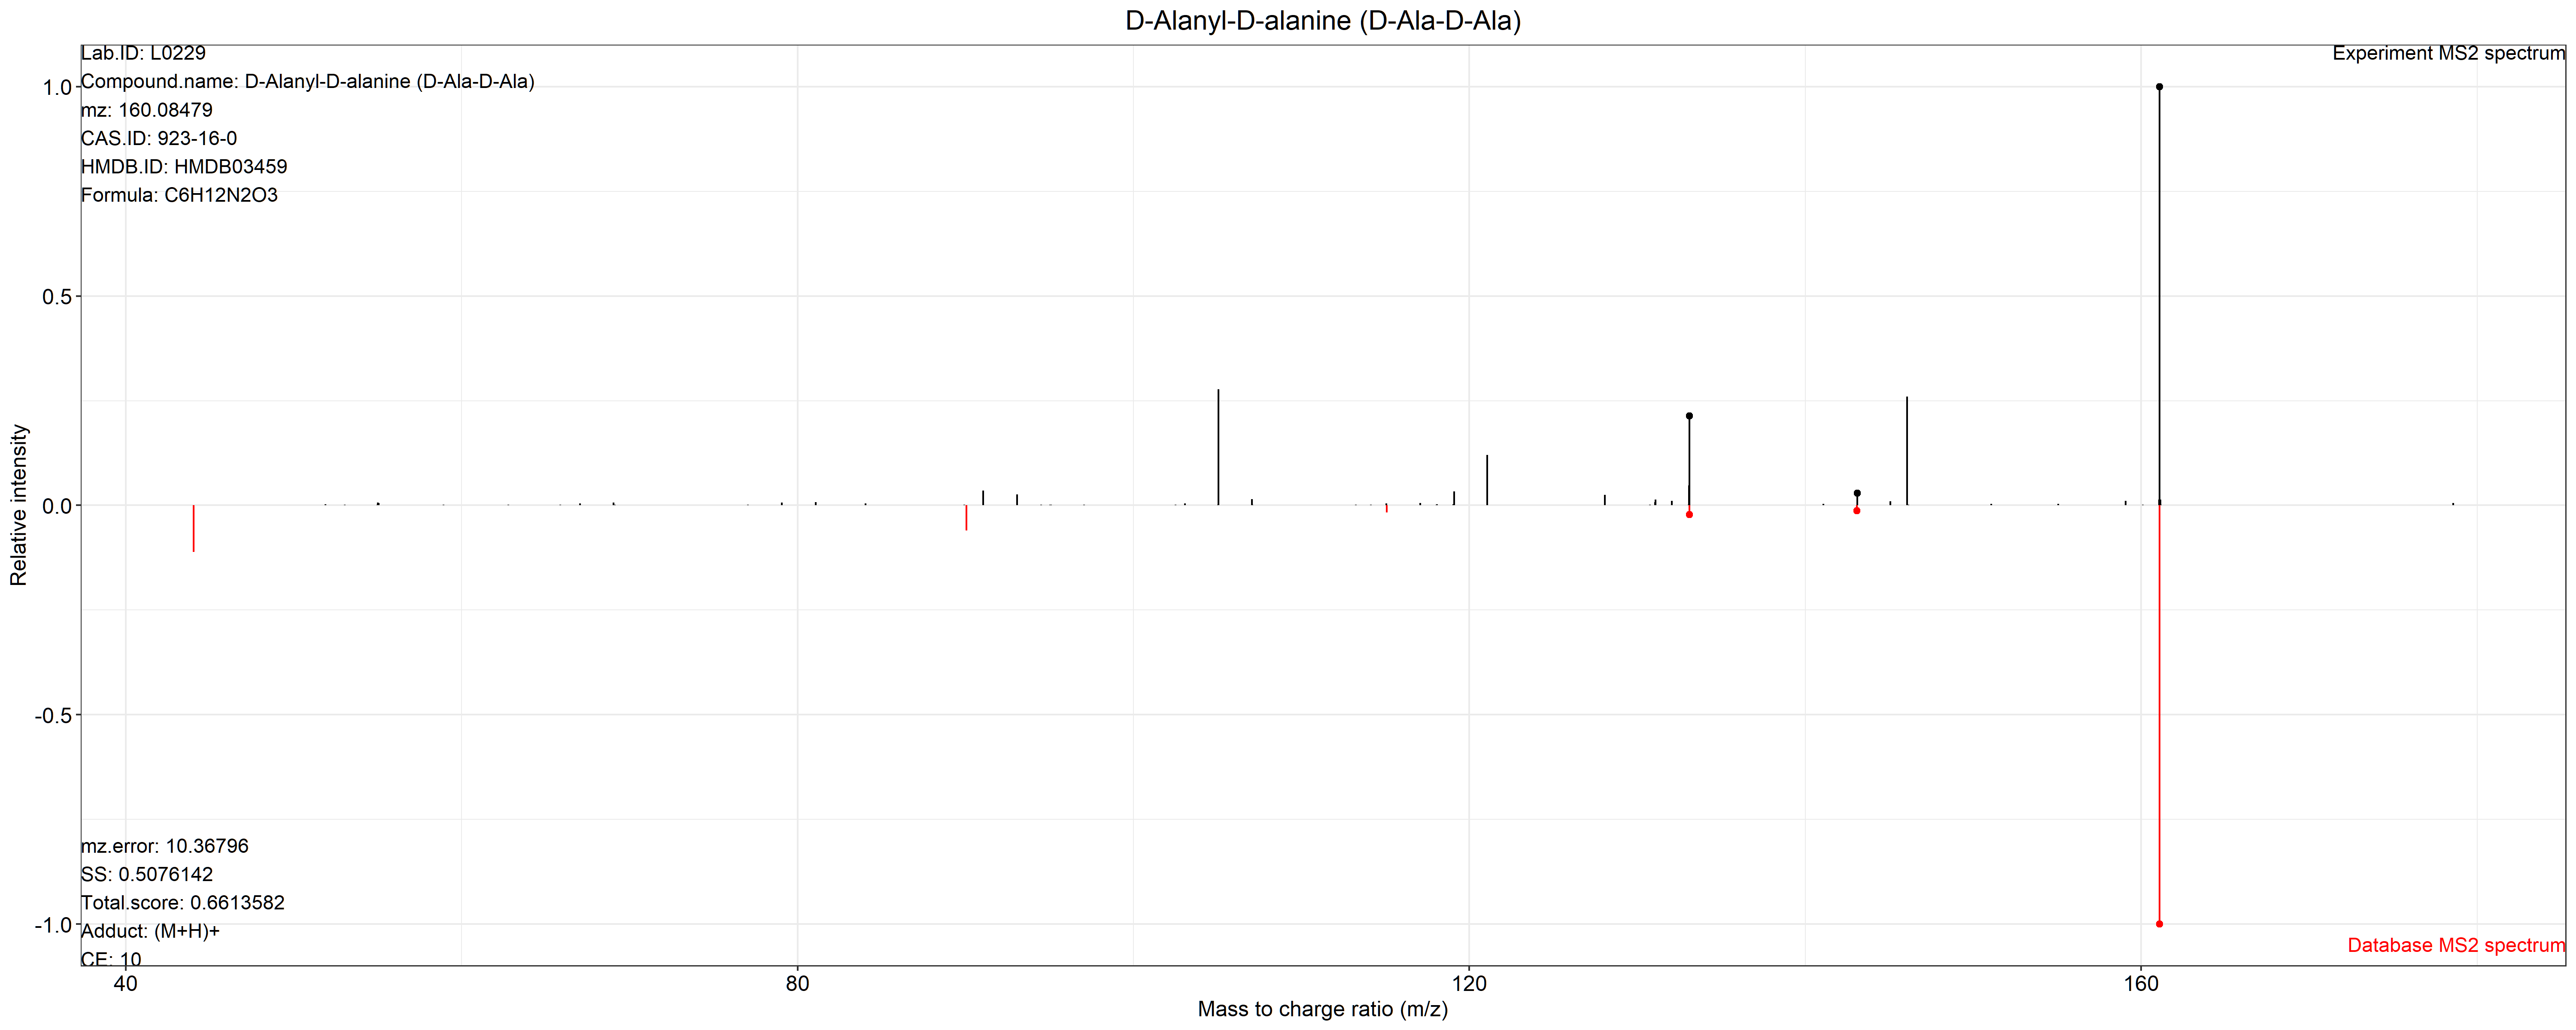 D-Alanyl-D-alanine (D-Ala-D-Ala)
Lab.ID: L0229
Experiment MS2 spectrum
Compound.name: D-Alanyl-D-alanine (D-Ala-D-Ala)
mz: 160.08479
CAS.ID: 923-16-0
HMDB.ID: HMDB03459
Formula: C6H12N2O3
1.0
0.5
0.0
-0.5
-1.0
Relative intensity
mz.error: 10.36796
SS: 0.5076142
Total.score: 0.6613582
Adduct: (M+H)+
CE: 10
Database MS2 spectrum
40
80
120
160
Mass to charge ratio (m/z)